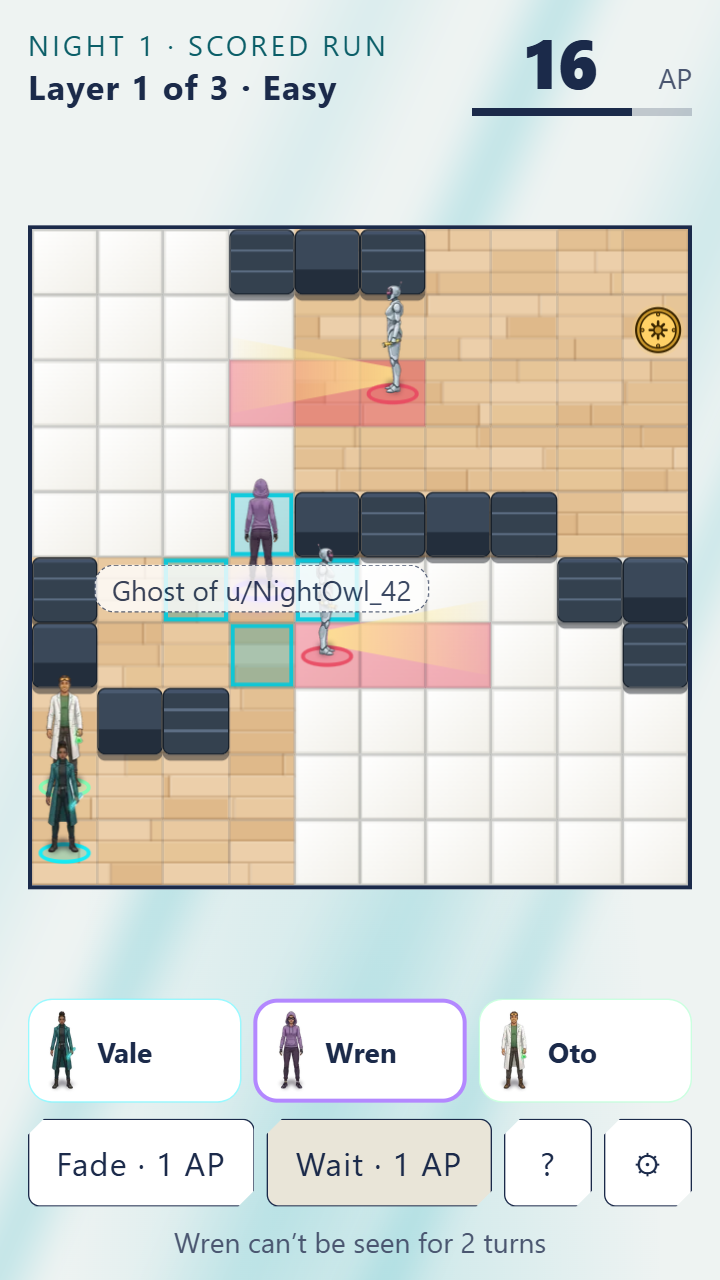 NIGHT 1 · SCORED RUN
Layer 1 of 3 · Easy
16 AP
Ghost of u/NightOwl_42
Vale
Wren
Oto
Fade · 1 AP
Wait · 1 AP
?
Wren can’t be seen for 2 turns